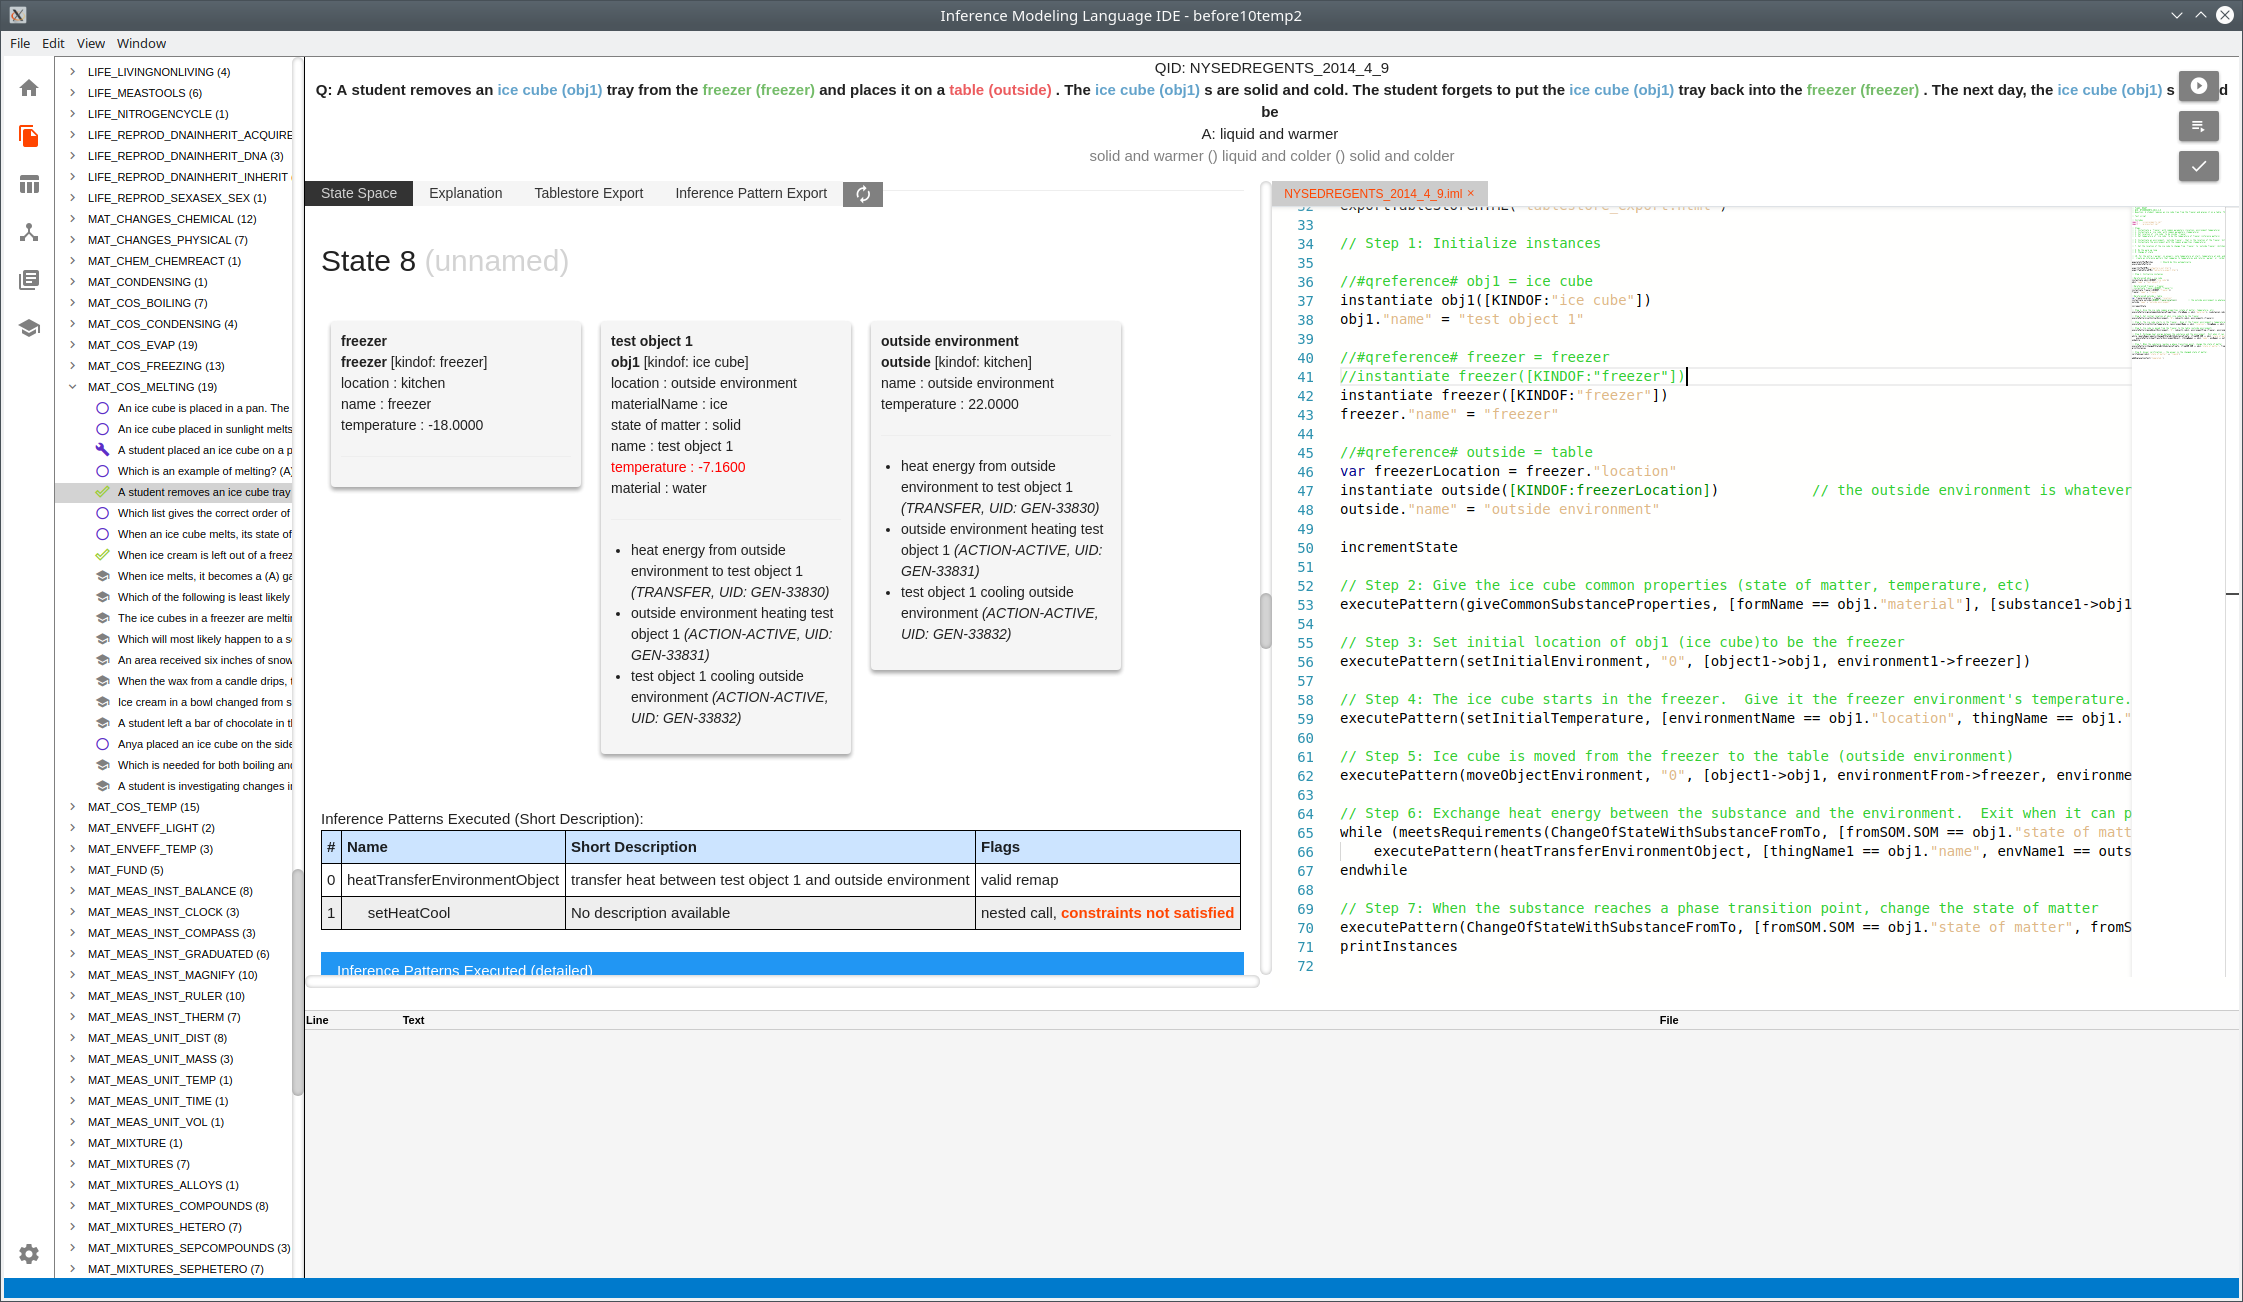 Inference Modeling Language IDE - before10temp2
File Edit View Window
LIFE_LIVINGNONLIVING (4)
LIFE_MEASTOOLS (6)
LIFE_NITROGENCYCLE (1)
LIFE_REPROD_DNAINHERIT_ACQUIRE
LIFE_REPROD_DNAINHERIT_DNA (3)
LIFE_REPROD_DNAINHERIT_INHERIT (
LIFE_REPROD_SEXASEX_SEX (1)
MAT_CHANGES_CHEMICAL (12)
MAT_CHANGES_PHYSICAL (7)
MAT_CHEM_CHEMREACT (1)
MAT_CONDENSING (1)
MAT_COS_BOILING (7)
MAT_COS_CONDENSING (4)
MAT_COS_EVAP (19)
MAT_COS_FREEZING (13)
MAT_COS_MELTING (19)
An ice cube is placed in a pan. The
An ice cube placed in sunlight melts
A student placed an ice cube on a p
Which is an example of melting? (A)
A student removes an ice cube tray
Which list gives the correct order of
When an ice cube melts, its state of
When ice cream is left out of a freez
When ice melts, it becomes a (A) ga
Which of the following is least likely
The ice cubes in a freezer are meltin
Which will most likely happen to a s
An area received six inches of snow
When the wax from a candle drips, t
Ice cream in a bowl changed from s
A student left a bar of chocolate in t
Anya placed an ice cube on the side
Which is needed for both boiling and
A student is investigating changes i
MAT_COS_TEMP (15)
MAT_ENVEFF_LIGHT (2)
MAT_ENVEFF_TEMP (3)
MAT_FUND (5)
MAT_MEAS_INST_BALANCE (8)
MAT_MEAS_INST_CLOCK (3)
MAT_MEAS_INST_COMPASS (3)
MAT_MEAS_INST_GRADUATED (6)
MAT_MEAS_INST_MAGNIFY (10)
MAT_MEAS_INST_RULER (10)
MAT_MEAS_INST_THERM (7)
MAT_MEAS_UNIT_DIST (8)
MAT_MEAS_UNIT_MASS (3)
MAT_MEAS_UNIT_TEMP (1)
MAT_MEAS_UNIT_TIME (1)
MAT_MEAS_UNIT_VOL (1)
MAT_MIXTURE (1)
MAT_MIXTURES (7)
MAT_MIXTURES_ALLOYS (1)
MAT_MIXTURES_COMPOUNDS (8)
MAT_MIXTURES_HETERO (7)
MAT_MIXTURES_SEPCOMPOUNDS (3)
MAT_MIXTURES_SEPHETERO (7)
QID: NYSEDREGENTS_2014_4_9
Q: A student removes an ice cube (obj1) tray from the freezer (freezer) and places it on a table (outside) . The ice cube (obj1) s are solid and cold. The student forgets to put the ice cube (obj1) tray back into the freezer (freezer) . The next day, the ice cube (obj1) s d
be
A: liquid and warmer
solid and warmer () liquid and colder () solid and colder
State Space Explanation Tablestore Export Inference Pattern Export
State 8 (unnamed)
freezer
freezer [kindof: freezer]
location : kitchen
name : freezer
temperature : -18.0000
test object 1
obj1 [kindof: ice cube]
location : outside environment
materialName : ice
state of matter : solid
name : test object 1
temperature : -7.1600
material : water
heat energy from outside
environment to test object 1
(TRANSFER, UID: GEN-33830)
outside environment heating test
object 1 (ACTION-ACTIVE, UID:
GEN-33831)
test object 1 cooling outside
environment (ACTION-ACTIVE,
UID: GEN-33832)
outside environment
outside [kindof: kitchen]
name : outside environment
temperature : 22.0000
heat energy from outside
environment to test object 1
(TRANSFER, UID: GEN-33830)
outside environment heating test
object 1 (ACTION-ACTIVE, UID:
GEN-33831)
test object 1 cooling outside
environment (ACTION-ACTIVE,
UID: GEN-33832)
Inference Patterns Executed (Short Description):
# Name Short Description Flags
0 heatTransferEnvironmentObject transfer heat between test object 1 and outside environment valid remap
1 setHeatCool No description available nested call, constraints not satisfied
Inference Patterns Executed (detailed)
NYSEDREGENTS_2014_4_9.iml ×
32 exportTablestoreHTML("tablestore_export.html")
33
34 // Step 1: Initialize instances
35
36 //#qreference# obj1 = ice cube
37 instantiate obj1([KINDOF:"ice cube"])
38 obj1."name" = "test object 1"
39
40 //#qreference# freezer = freezer
41 //instantiate freezer([KINDOF:"freezer"])
42 instantiate freezer([KINDOF:"freezer"])
43 freezer."name" = "freezer"
44
45 //#qreference# outside = table
46 var freezerLocation = freezer."location"
47 instantiate outside([KINDOF:freezerLocation]) // the outside environment is whatever
48 outside."name" = "outside environment"
49
50 incrementState
51
52 // Step 2: Give the ice cube common properties (state of matter, temperature, etc)
53 executePattern(giveCommonSubstanceProperties, [formName == obj1."material"], [substance1->obj1
54
55 // Step 3: Set initial location of obj1 (ice cube)to be the freezer
56 executePattern(setInitialEnvironment, "0", [object1->obj1, environment1->freezer])
57
58 // Step 4: The ice cube starts in the freezer.  Give it the freezer environment's temperature.
59 executePattern(setInitialTemperature, [environmentName == obj1."location", thingName == obj1."
60
61 // Step 5: Ice cube is moved from the freezer to the table (outside environment)
62 executePattern(moveObjectEnvironment, "0", [object1->obj1, environmentFrom->freezer, environme
63
64 // Step 6: Exchange heat energy between the substance and the environment.  Exit when it can p
65 while (meetsRequirements(ChangeOfStateWithSubstanceFromTo, [fromSOM.SOM == obj1."state of matt
66 executePattern(heatTransferEnvironmentObject, [thingName1 == obj1."name", envName1 == outs
67 endwhile
68
69 // Step 7: When the substance reaches a phase transition point, change the state of matter
70 executePattern(ChangeOfStateWithSubstanceFromTo, [fromSOM.SOM == obj1."state of matter", fromS
71 printInstances
72
Line Text File